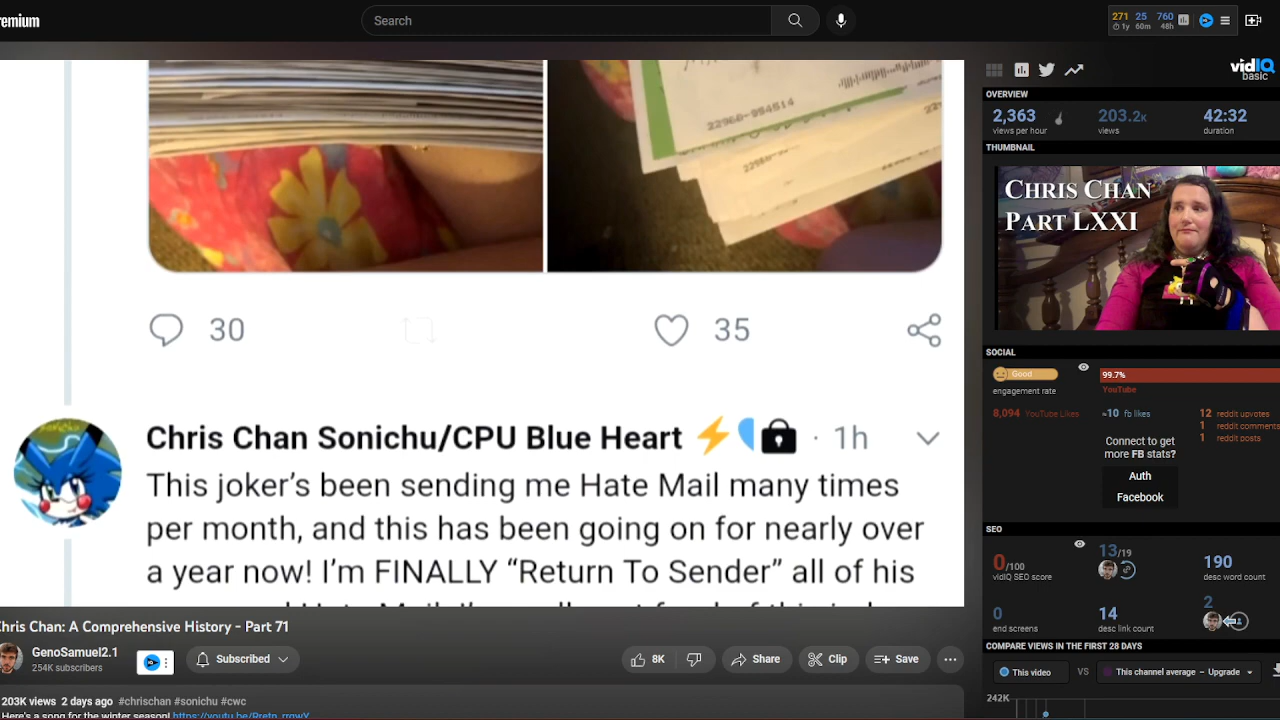 remium
Search
271 25 760
1y 60m 48h
vidIQ
basic
22960-994514
OVERVIEW
2,363 203.2K 42:32
views per hour views duration
THUMBNAIL
CHRIS CHAN
PART LXXI
30 35
SOCIAL
Good
99.7%
engagement rate
YouTube
8,094 YouTube Likes ≈10 fb likes 12 reddit upvotes
1 reddit comments
1 reddit posts
Connect to get
more FB stats?
Auth
Facebook
Chris Chan Sonichu/CPU Blue Heart ⚡ · 1h
This joker's been sending me Hate Mail many times
per month, and this has been going on for nearly over
a year now! I'm FINALLY “Return To Sender” all of his
SEO
0/100 13/19 190
vidIQ SEO score desc word count
0 14 2
end screens desc link count
COMPARE VIEWS IN THE FIRST 28 DAYS
This video VS This channel average – Upgrade
242K
Chris Chan: A Comprehensive History - Part 71
GenoSamuel2.1
254K subscribers
Subscribed
8K Share Clip Save
203K views 2 days ago #chrischan #sonichu #cwc
Here's a song for the winter season!